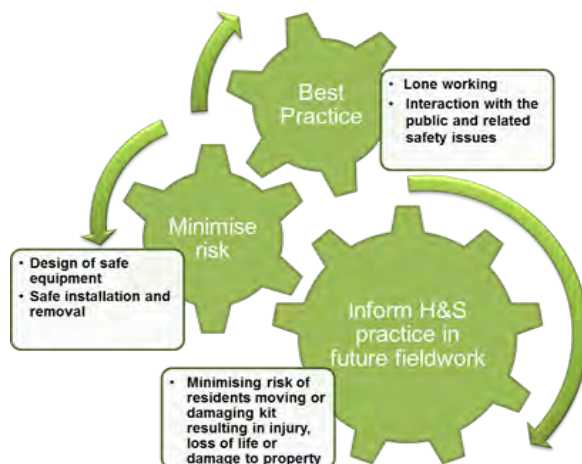 Best
Practice
• Lone working
• Interaction with the
public and related
safety issues
Minimise
risk
• Design of safe
equipment
• Safe installation and
removal
Inform H&S
practice in
future fieldwork
• Minimising risk of
residents moving or
damaging kit
resulting in injury,
loss of life or
damage to property